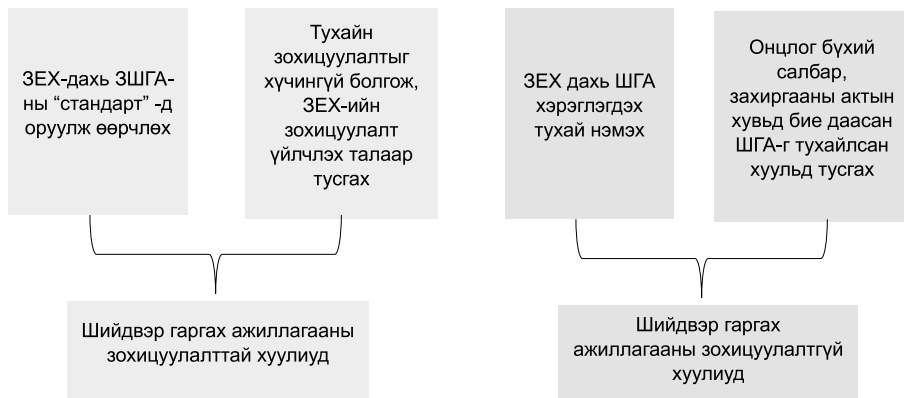 ЗЕХ-дахь ЗШГА-
ны “стандарт” -д
оруулж өөрчлөх
Тухайн
зохицуулалтыг
хүчингүй болгож,
ЗЕХ-ийн
зохицуулалт
үйлчлэх талаар
тусгах
ЗЕХ дахь ШГА
хэрэглэгдэх
тухай нэмэх
Онцлог бүхий
салбар,
захиргааны актын
хувьд бие даасан
ШГА-г тухайлсан
хуульд тусгах
Шийдвэр гаргах ажиллагааны
зохицуулалттай хуулиуд
Шийдвэр гаргах
ажиллагааны зохицуулалтгүй
хуулиуд